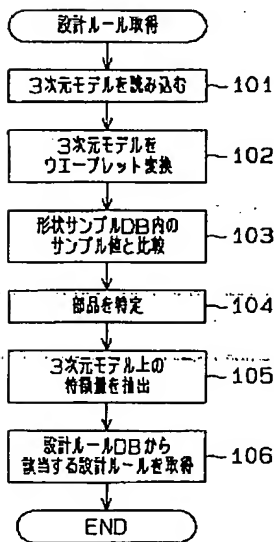 設計ルール取得
3次元モデルを読み込む
101
3次元モデルを
ウエーブレット変換
102
形状サンプルDB内の
サンプル値と比較
103
部品を特定
104
3次元モデル上の
特徴量を抽出
105
設計ルールDBから
該当する設計ルールを取得
106
END